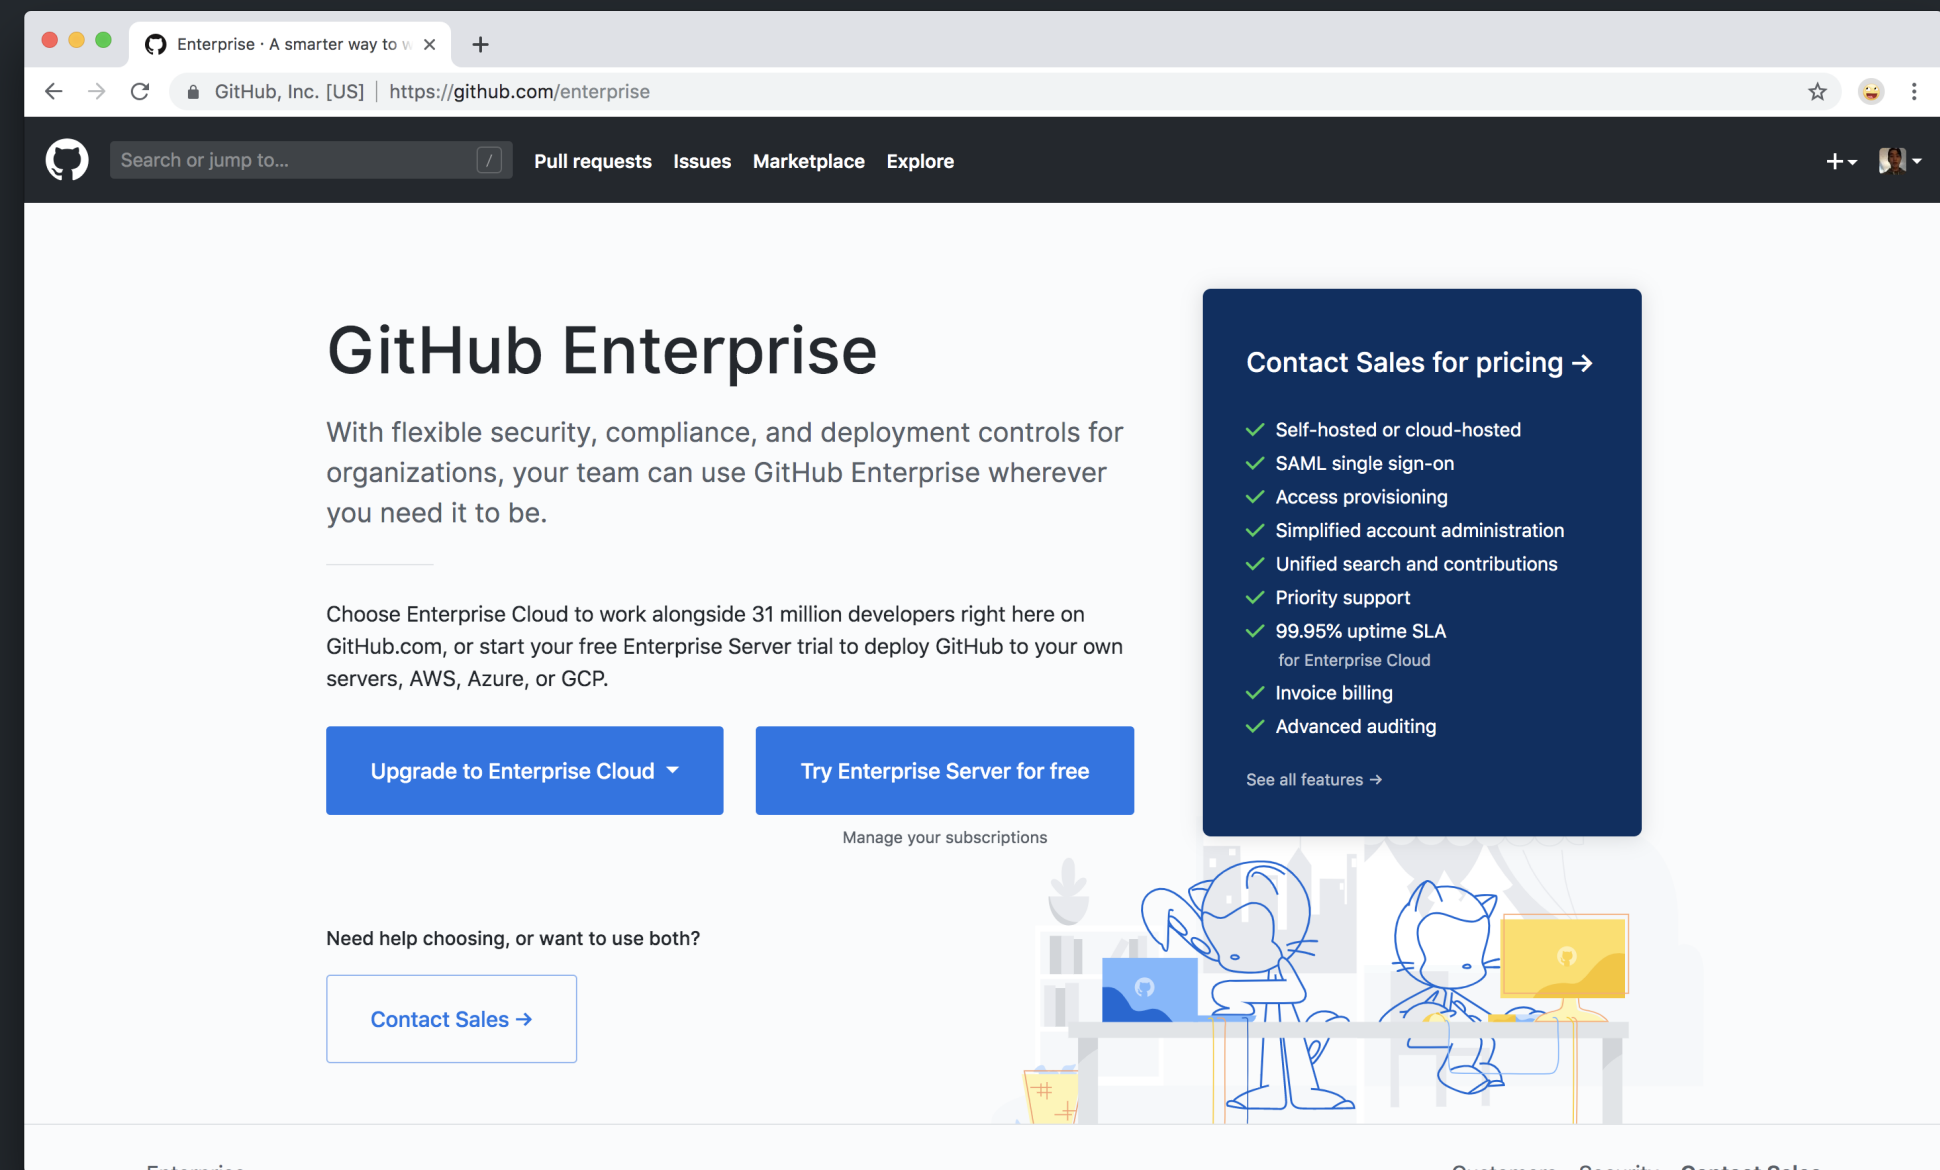 Enterprise · A smarter way to w
GitHub, Inc. [US] | https://github.com/enterprise
Search or jump to... /
Pull requests Issues Marketplace Explore
GitHub Enterprise
With flexible security, compliance, and deployment controls for
organizations, your team can use GitHub Enterprise wherever
you need it to be.
Choose Enterprise Cloud to work alongside 31 million developers right here on
GitHub.com, or start your free Enterprise Server trial to deploy GitHub to your own
servers, AWS, Azure, or GCP.
Upgrade to Enterprise Cloud
Try Enterprise Server for free
Manage your subscriptions
Need help choosing, or want to use both?
Contact Sales →
Contact Sales for pricing →
Self-hosted or cloud-hosted
SAML single sign-on
Access provisioning
Simplified account administration
Unified search and contributions
Priority support
99.95% uptime SLA
for Enterprise Cloud
Invoice billing
Advanced auditing
See all features →
Enterprise Customers Security Contact Sales